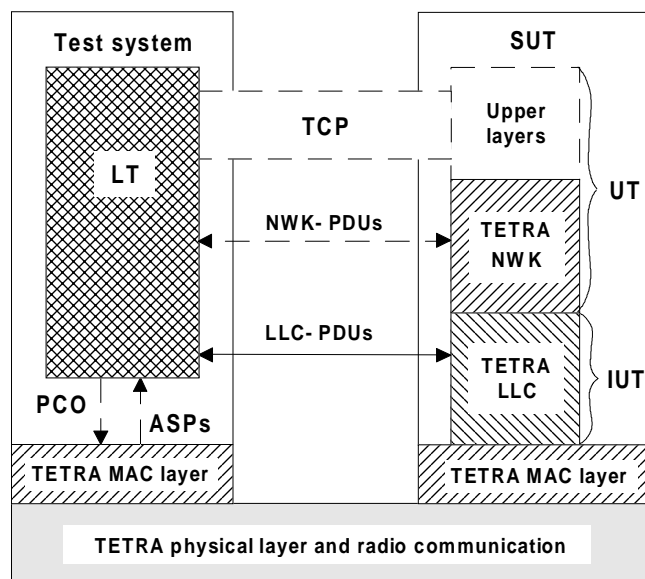 Test system
SUT
Upper
layers
TCP
LT
UT
NWK- PDUs
TETRA
NWK
LLC- PDUs
TETRA
LLC
IUT
PCO
ASPs
TETRA MAC layer
TETRA MAC layer
TETRA physical layer and radio communication